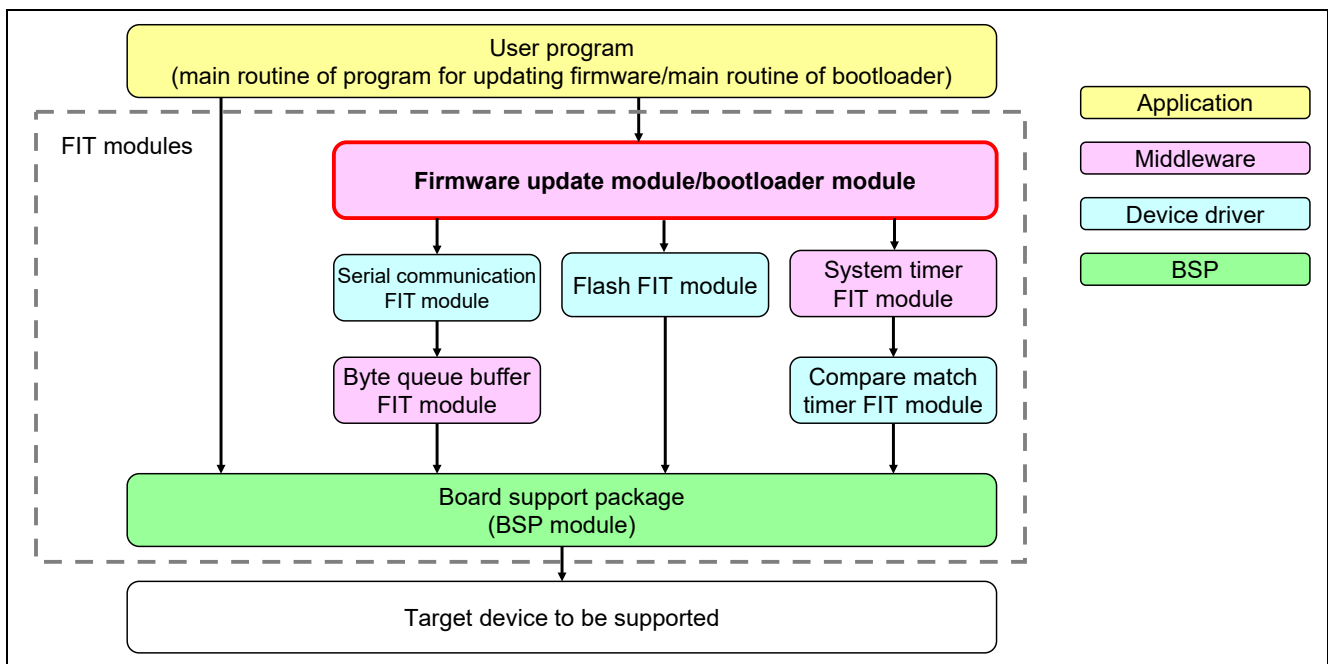 User program
(main routine of program for updating firmware/main routine of bootloader)
FIT modules
Firmware update module/bootloader module
Serial communication
FIT module
Flash FIT module
System timer
FIT module
Byte queue buffer
FIT module
Compare match
timer FIT module
Board support package
(BSP module)
Target device to be supported
Application
Middleware
Device driver
BSP